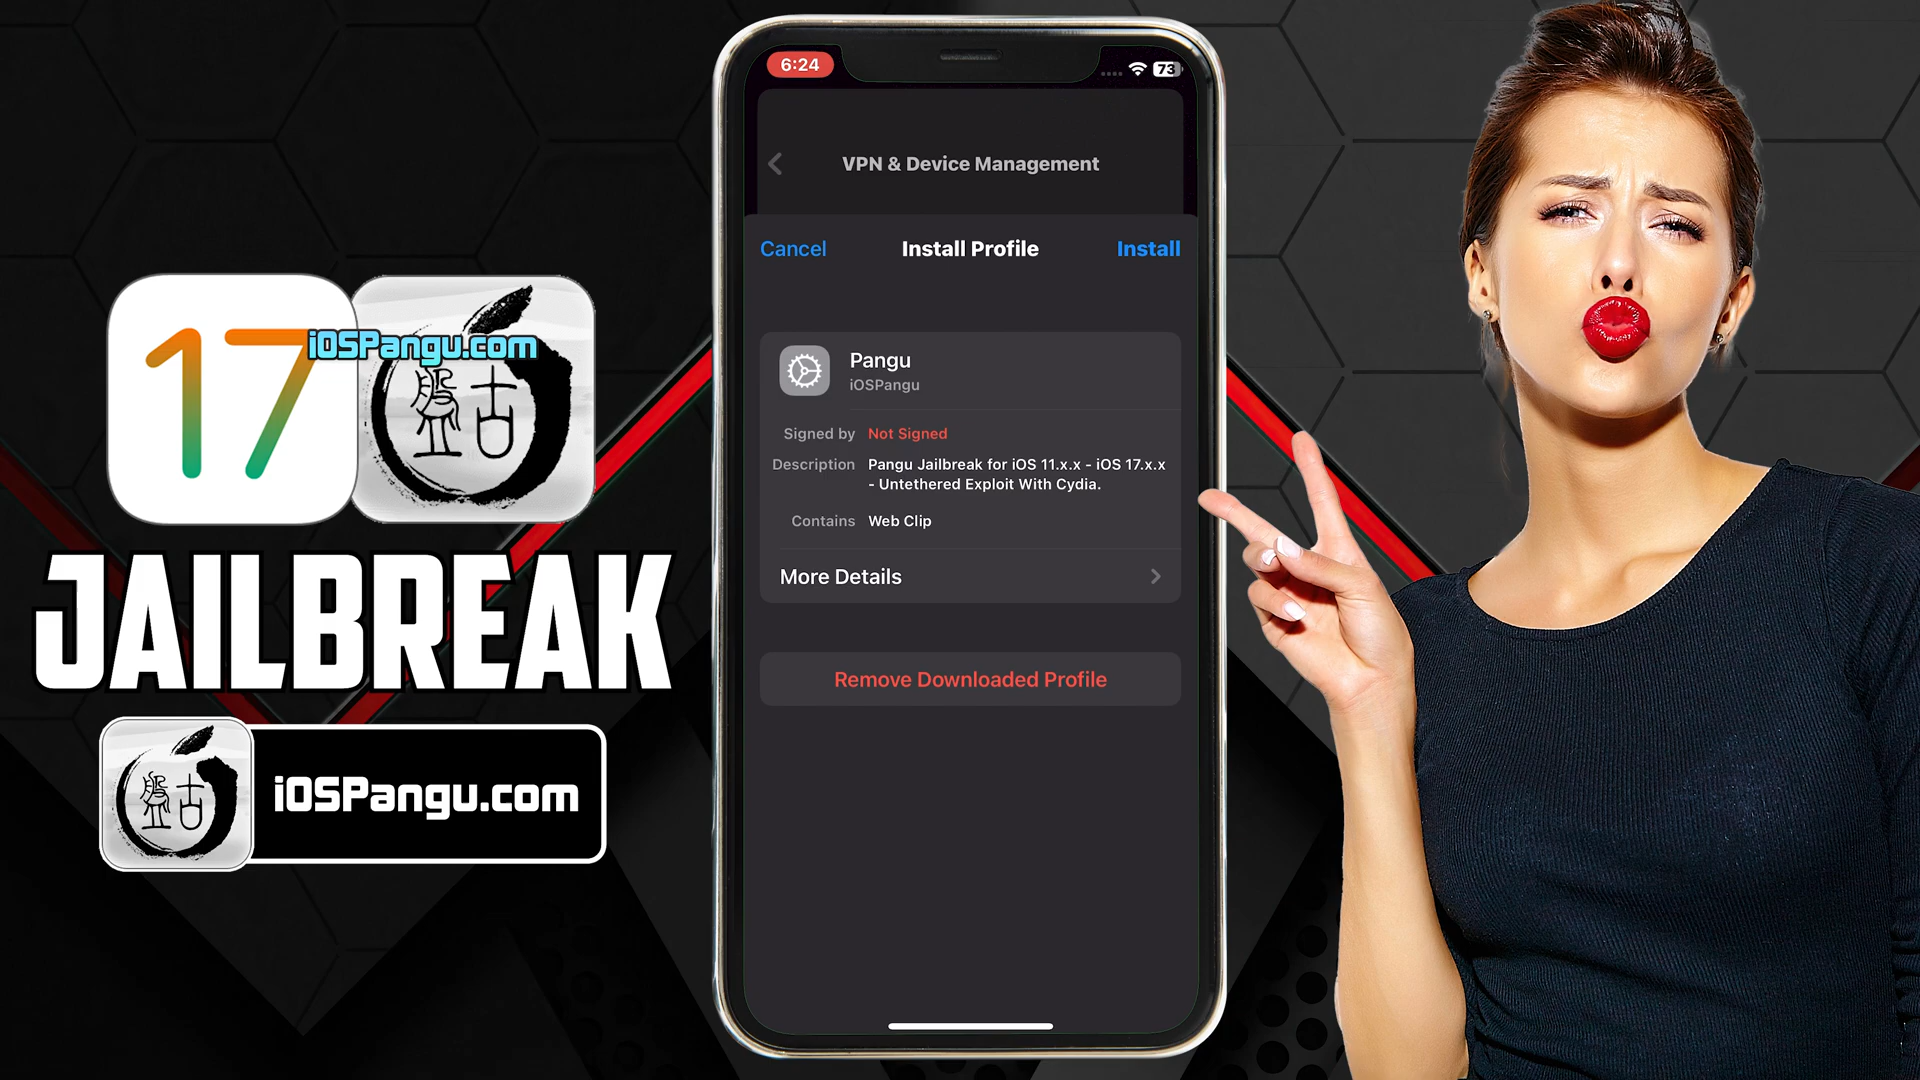 17
iOSPangu.com
盤古
JAILBREAK
盤古
iOSPangu.com
6:24
73
VPN & Device Management
Cancel
Install Profile
Install
Pangu
iOSPangu
Signed by Not Signed
Description Pangu Jailbreak for iOS 11.x.x - iOS 17.x.x
- Untethered Exploit With Cydia.
Contains Web Clip
More Details
Remove Downloaded Profile